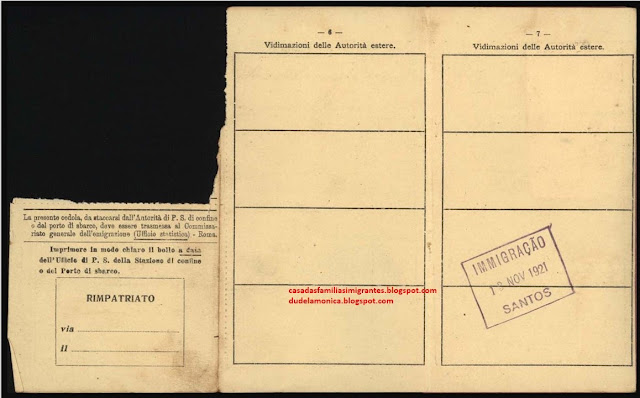 La presente cedola, da staccarsi dall'Autorità di P. S. di confine
o del porto di sbarco, deve essere trasmessa al Commissa-
riato generale dell'emigrazione (Ufficio statistica) - Roma.
Imprimere in modo chiaro il bollo a data
dell'Ufficio di P. S. della Stazione di confine
o del Porto di sbarco.
RIMPATRIATO
via
il
— 6 —
Vidimazioni delle Autorità estere.
casadasfamiliasimigrantes.blogspot.com
dudelamonica.blogspot.com
— 7 —
Vidimazioni delle Autorità estere.
IMMIGRAÇÃO
NOV 1921
SANTOS